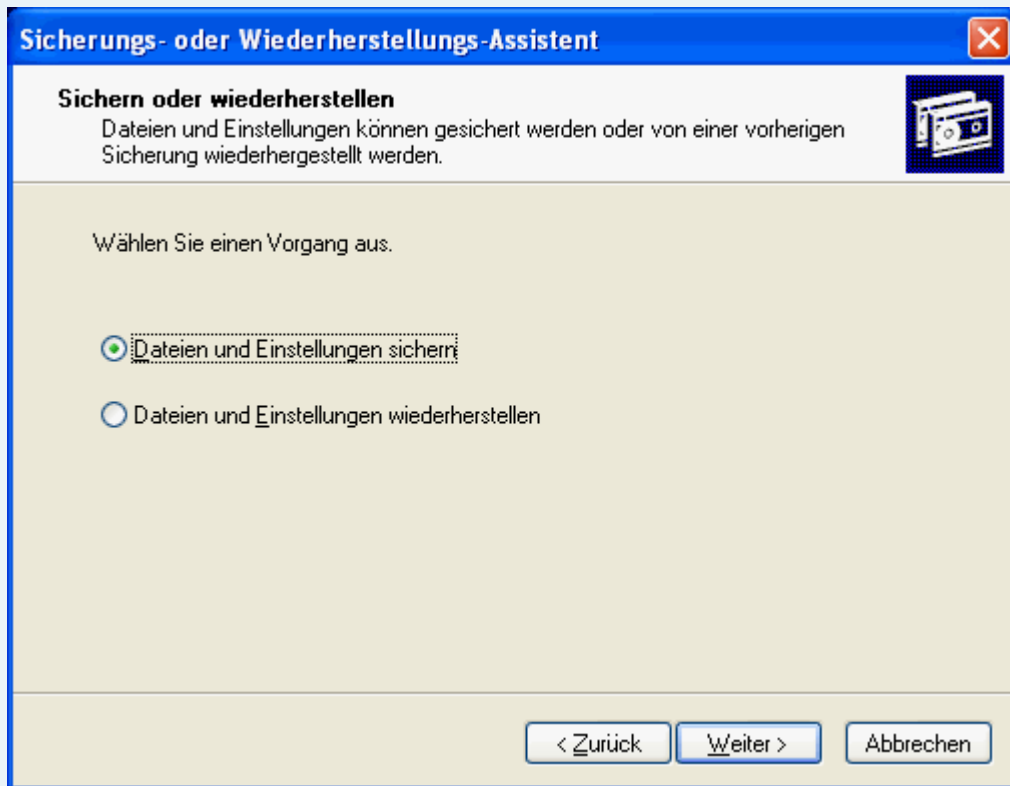 Sicherungs- oder Wiederherstellungs-Assistent
Sichern oder wiederherstellen
Dateien und Einstellungen können gesichert werden oder von einer vorherigen
Sicherung wiederhergestellt werden.
Wählen Sie einen Vorgang aus.
Dateien und Einstellungen sichern
Dateien und Einstellungen wiederherstellen
< Zurück
Weiter >
Abbrechen